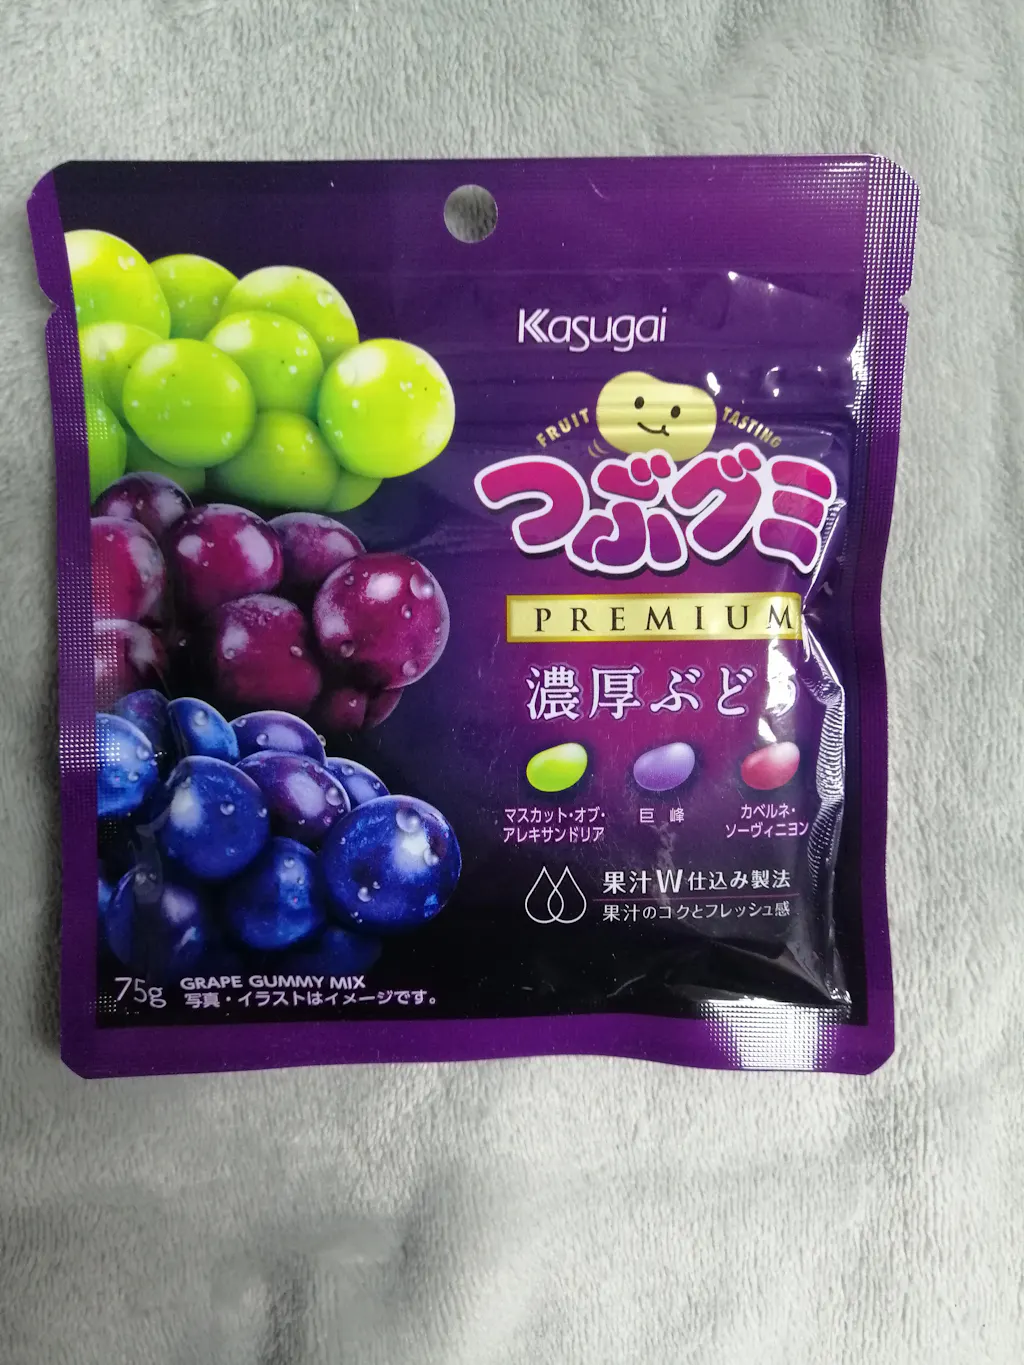 Kasugai
FRUIT TASTING
つぶグミ
PREMIUM
濃厚ぶどう
マスカット・オブ・
アレキサンドリア
巨峰
カベルネ・
ソーヴィニヨン
果汁W仕込み製法
果汁のコクとフレッシュ感
75g
GRAPE GUMMY MIX
写真・イラストはイメージです。